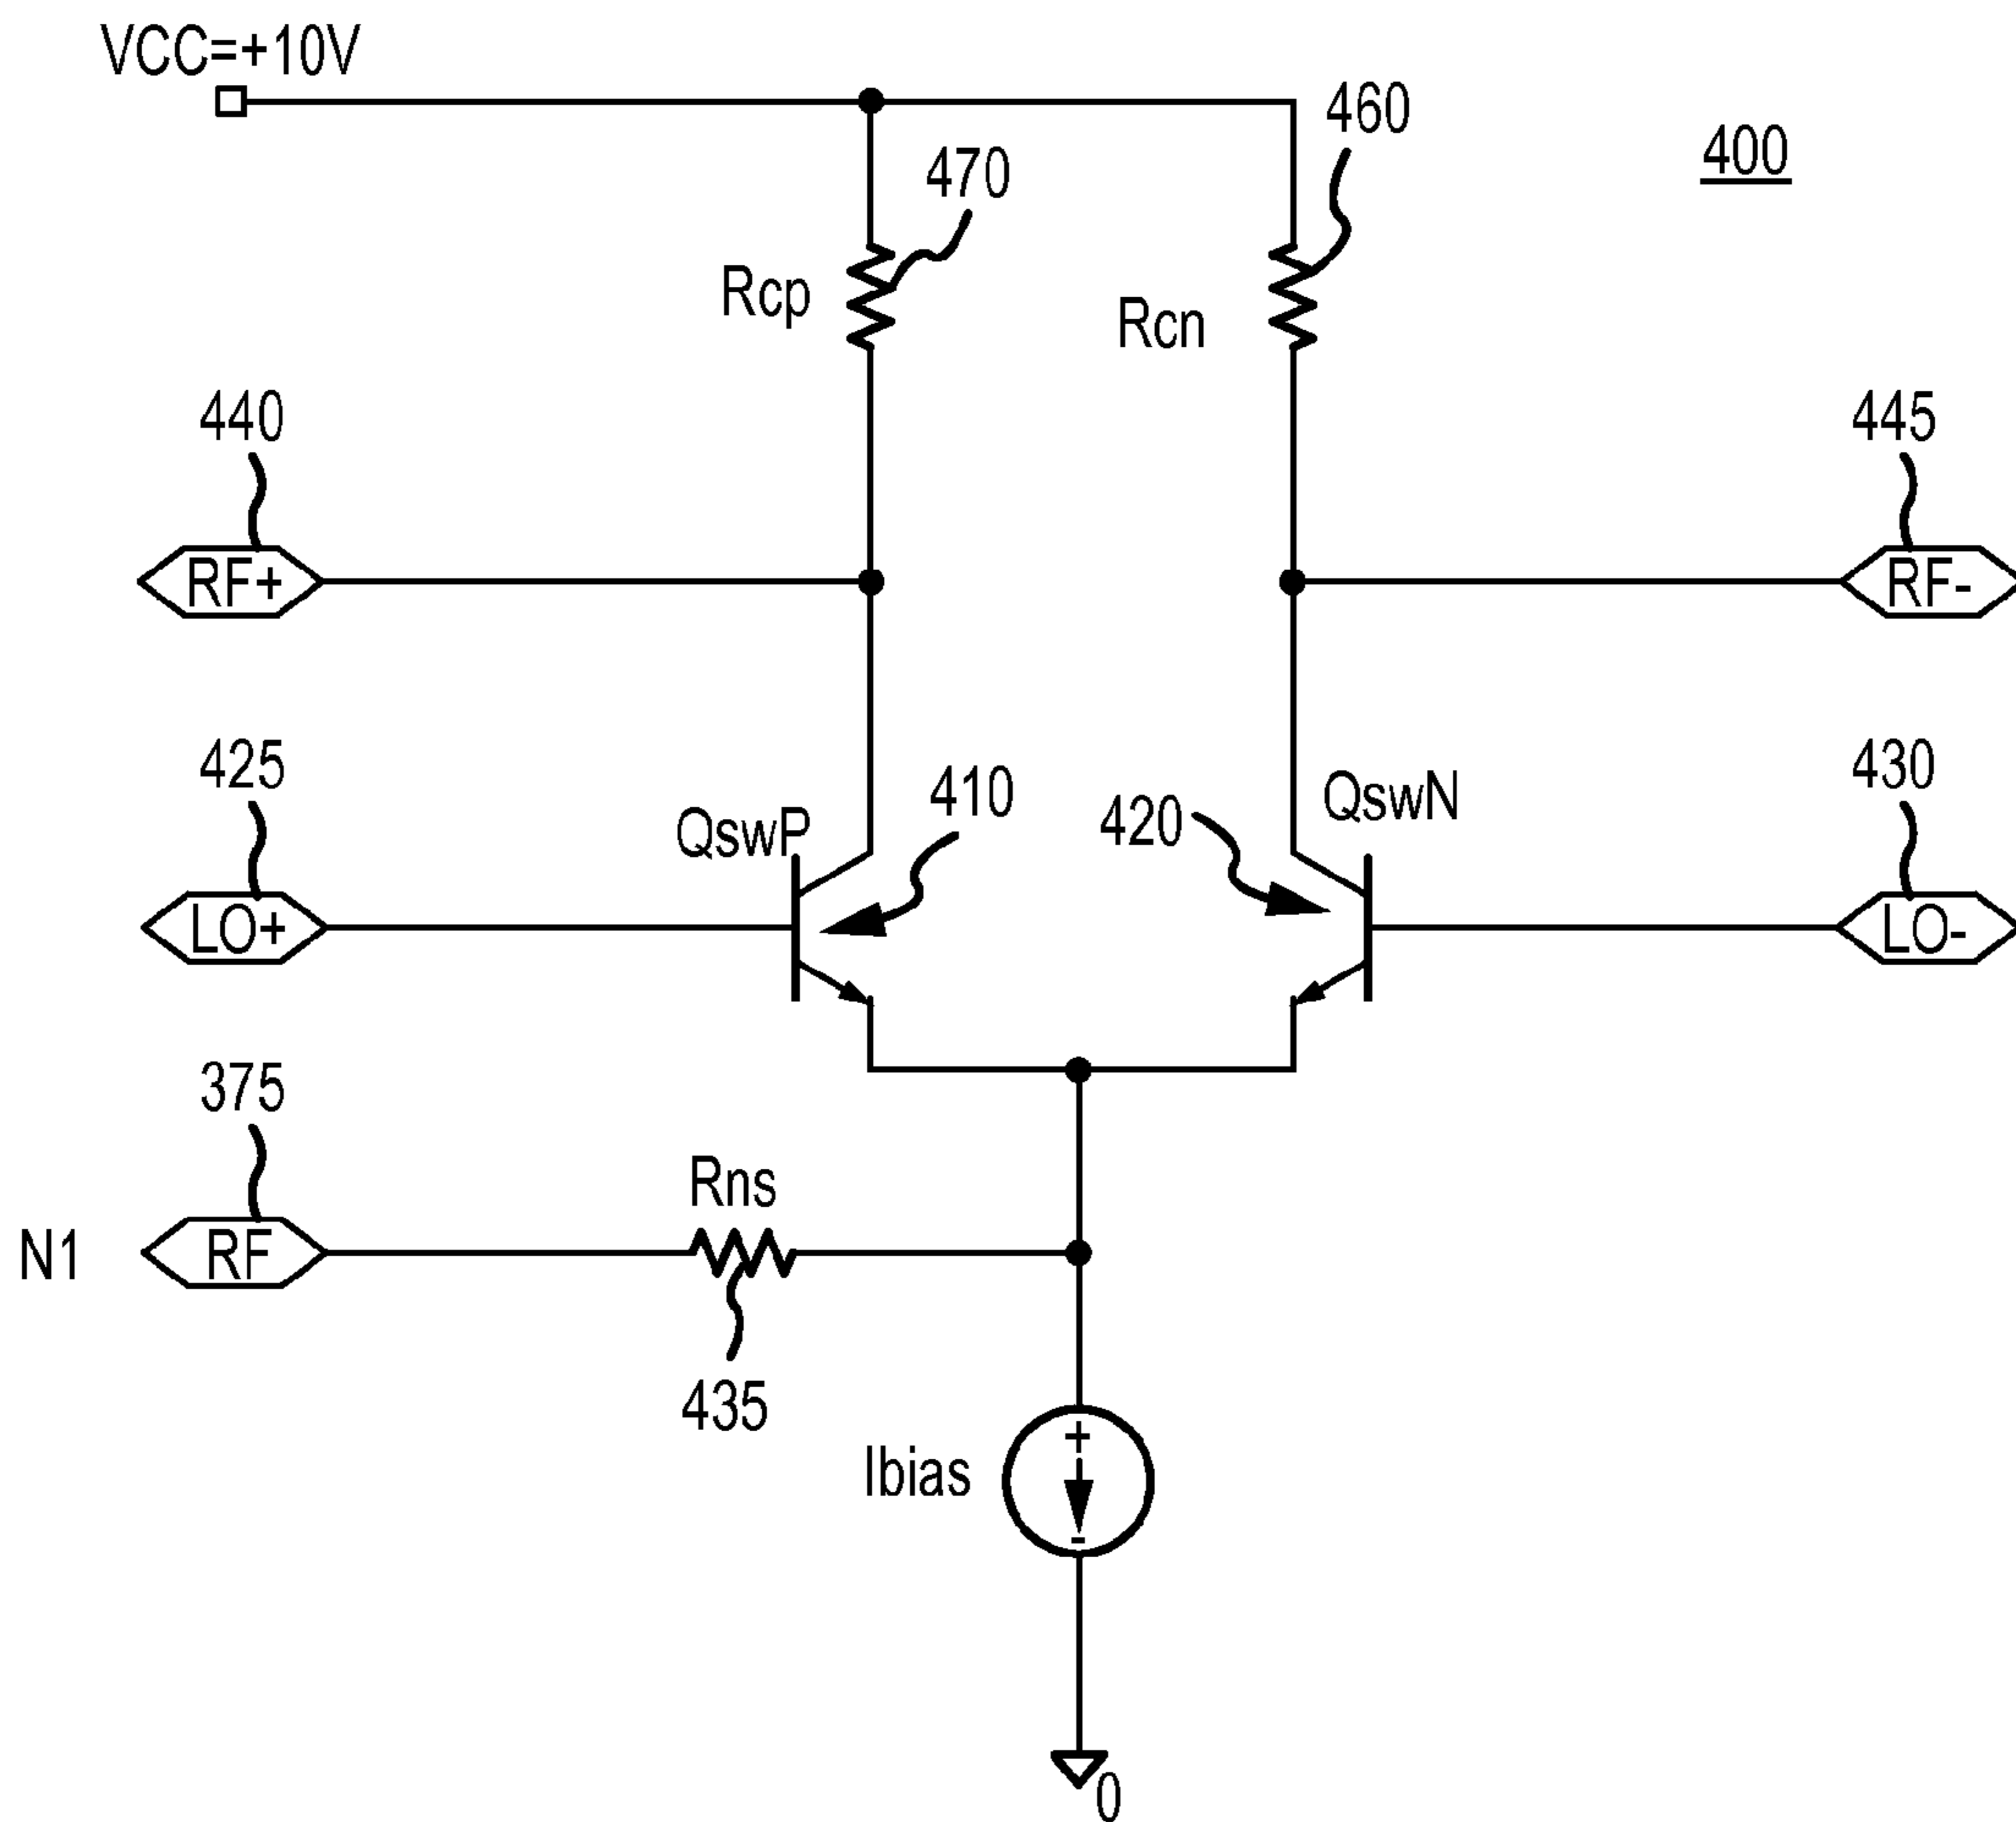 VCC=+10V
460
400
470
Rcp
Rcn
440
445
RF+
RF-
425
410
420
QswN
430
QswP
LO+
LO-
375
Rns
N1
RF
435
+
Ibias
-
0